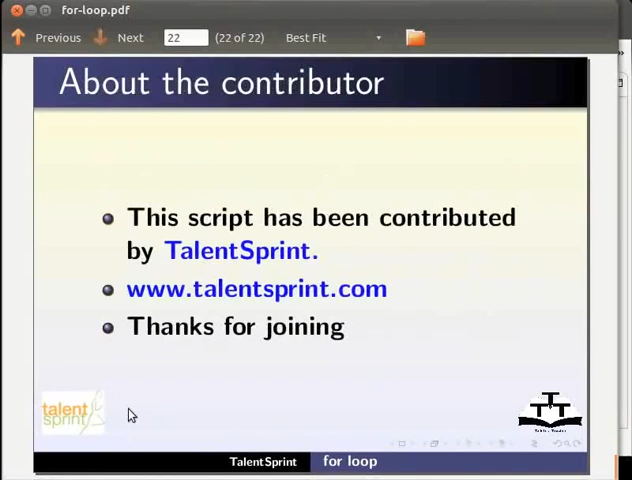 for-loop.pdf
Previous Next 22 (22 of 22) Best Fit
About the contributor
This script has been contributed
by TalentSprint.
www.talentsprint.com
Thanks for joining
talent
sprint
TalentSprint for loop